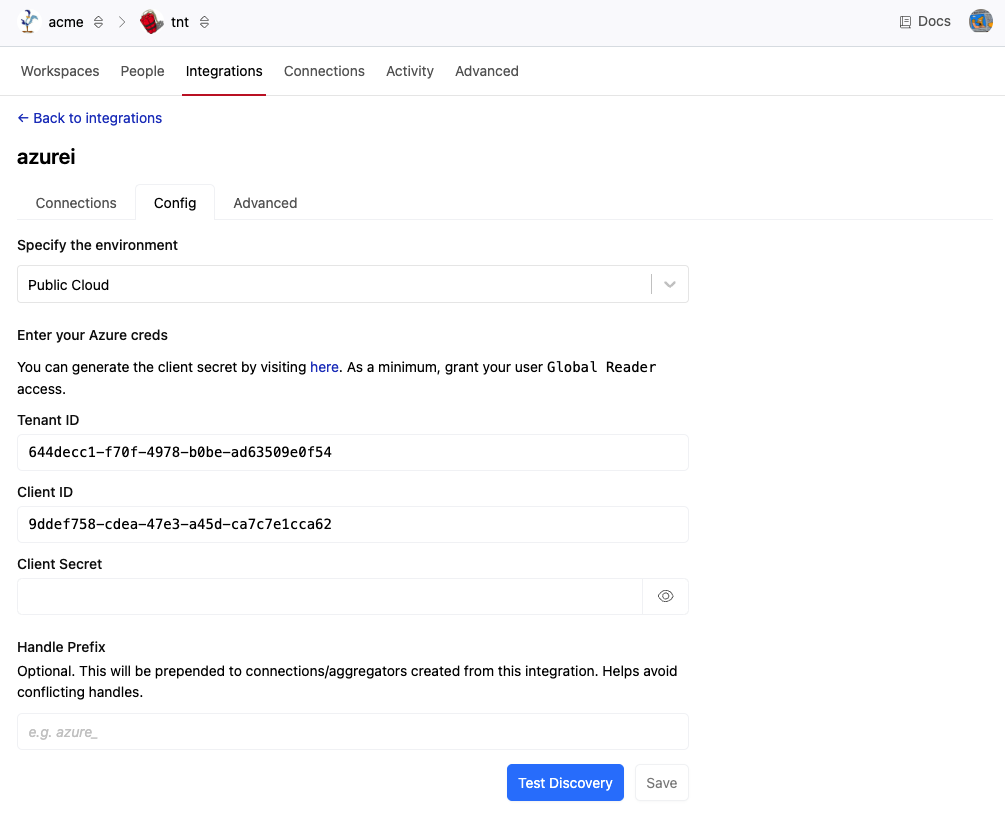 acme
tnt
Docs
Workspaces People Integrations Connections Activity Advanced
← Back to integrations
azurei
Connections Config Advanced
Specify the environment
Public Cloud
Enter your Azure creds
You can generate the client secret by visiting here. As a minimum, grant your user Global Reader
access.
Tenant ID
644decc1-f70f-4978-b0be-ad63509e0f54
Client ID
9ddef758-cdea-47e3-a45d-ca7c7e1cca62
Client Secret
Handle Prefix
Optional. This will be prepended to connections/aggregators created from this integration. Helps avoid
conflicting handles.
e.g. azure_
Test Discovery Save